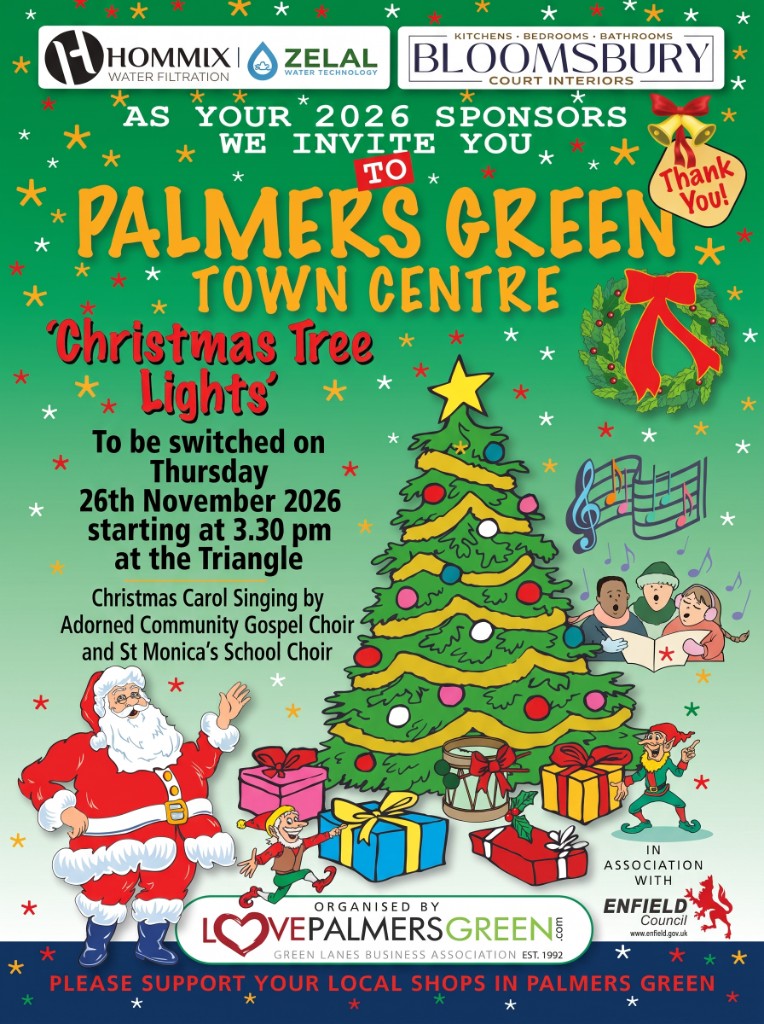 HOMMIX
WATER FILTRATION
ZELAL
WATER TECHNOLOGY
KITCHENS • BEDROOMS • BATHROOMS
BLOOMSBURY
COURT INTERIORS
AS YOUR 2026 SPONSORS
WE INVITE YOU
TO
Thank
You!
PALMERS GREEN
TOWN CENTRE
'Christmas Tree
Lights'
To be switched on
Thursday
26th November 2026
starting at 3.30 pm
at the Triangle
Christmas Carol Singing by
Adorned Community Gospel Choir
and St Monica's School Choir
IN
ASSOCIATION
WITH
ENFIELD
Council
www.enfield.gov.uk
ORGANISED BY
LOVEPALMERSGREEN.com
GREEN LANES BUSINESS ASSOCIATION EST. 1992
PLEASE SUPPORT YOUR LOCAL SHOPS IN PALMERS GREEN